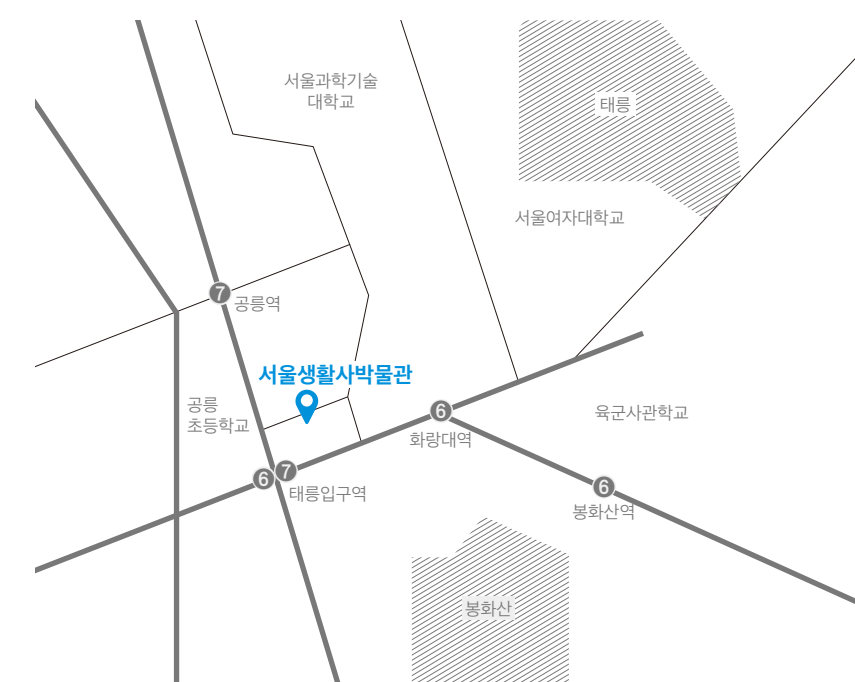 서울과학기술
대학교
태릉
서울여자대학교
7
공릉역
서울생활사박물관
공릉
초등학교
6
화랑대역
육군사관학교
6 7
태릉입구역
6
봉화산역
봉화산